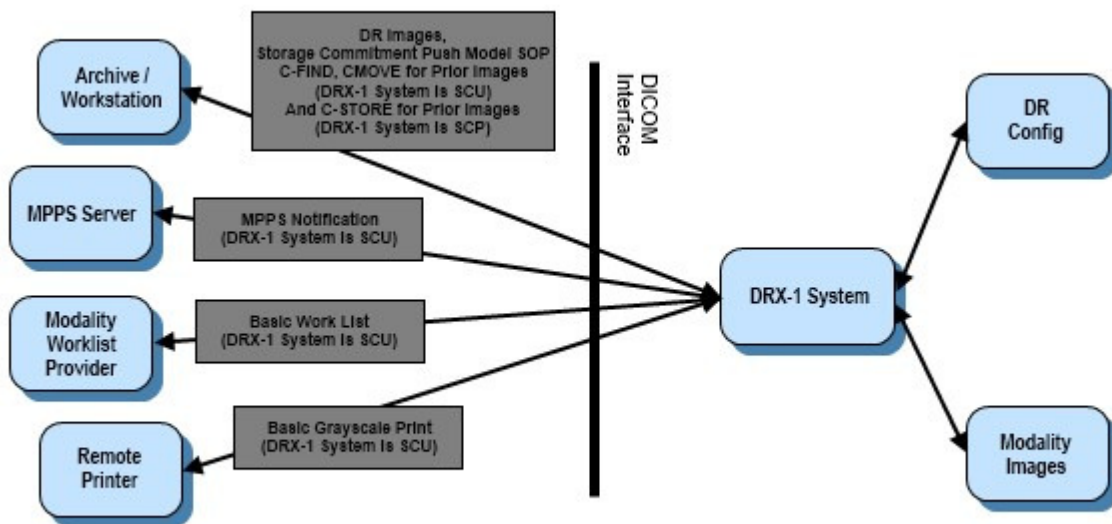 DR Images,
Storage Commitment Push Model SOP
C-FIND, CMOVE for Prior Images
(DRX-1 System is SCU)
And C-STORE for Prior Images
(DRX-1 System is SCP)
Archive /
Workstation
DICOM
Interface
DR
Config
MPPS Server
MPPS Notification
(DRX-1 System is SCU)
DRX-1 System
Modality
Worklist
Provider
Basic Work List
(DRX-1 System is SCU)
Basic Grayscale Print
(DRX-1 System is SCU)
Remote
Printer
Modality
Images